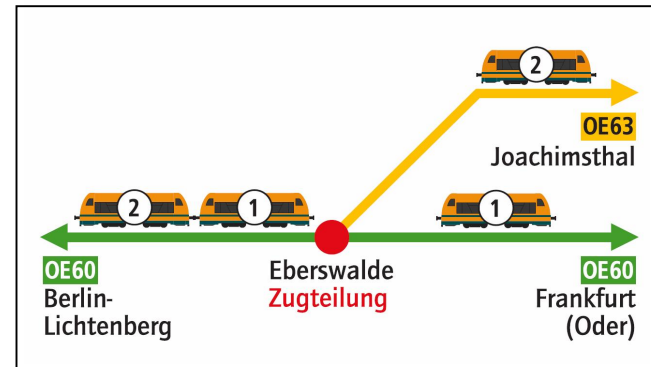 2
OE63
Joachimsthal
2
1
1
OE60
Berlin-
Lichtenberg
Eberswalde
Zugteilung
OE60
Frankfurt
(Oder)